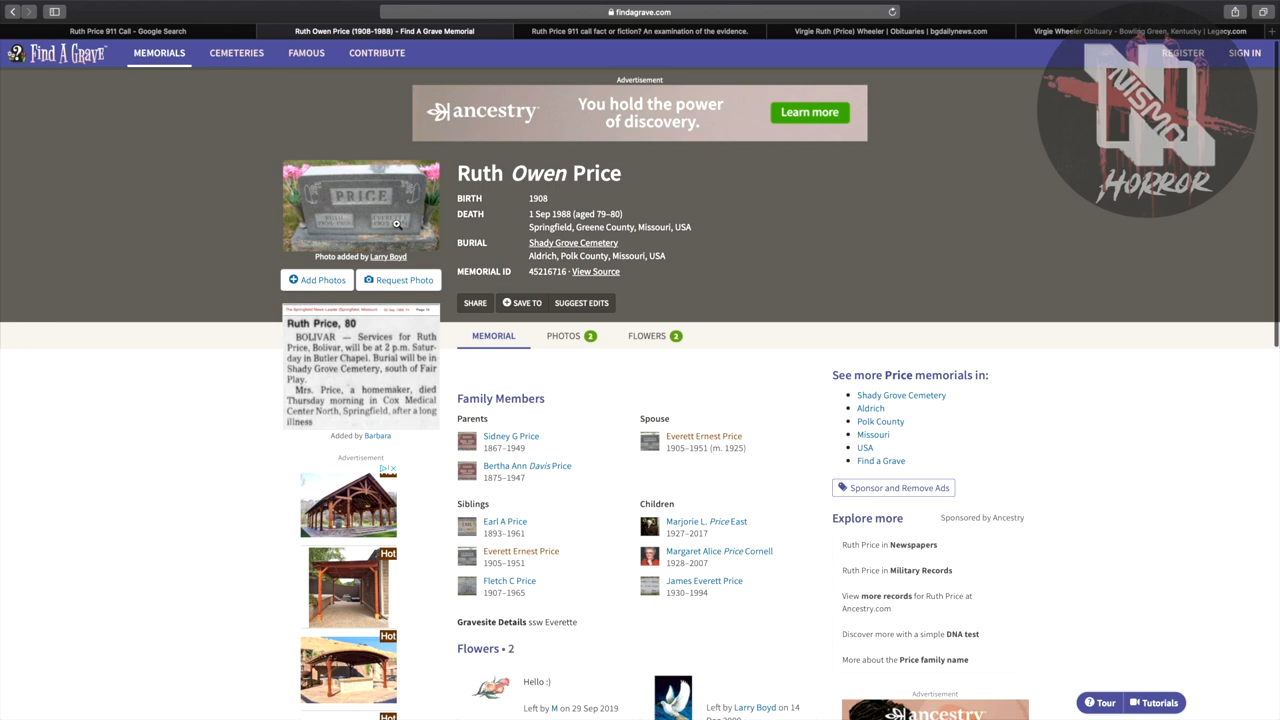 findagrave.com
Ruth Price 911 Call - Google Search
Ruth Owen Price (1908-1988) - Find A Grave Memorial
Ruth Price 911 call fact or fiction? An examination of the evidence.
Virgie Ruth (Price) Wheeler | Obituaries | bgdailynews.com
Virgie Wheeler Obituary - Bowling Green, Kentucky | Legacy.com
FIND A GRAVE
MEMORIALS
CEMETERIES
FAMOUS
CONTRIBUTE
REGISTER
SIGN IN
NISMO
HORROR
Advertisement
ancestry
You hold the power
of discovery.
Learn more
PRICE
Photo added by Larry Boyd
Add Photos
Request Photo
Ruth Owen Price
BIRTH 1908
DEATH 1 Sep 1988 (aged 79–80)
Springfield, Greene County, Missouri, USA
BURIAL Shady Grove Cemetery
Aldrich, Polk County, Missouri, USA
MEMORIAL ID 45216716 · View Source
SHARE
SAVE TO
SUGGEST EDITS
Ruth Price, 80
BOLIVAR — Services for Ruth
Price, Bolivar, will be at 2 p.m. Satur-
day in Butler Chapel. Burial will be in
Shady Grove Cemetery, south of Fair
Play.
Mrs. Price, a homemaker, died
Thursday morning in Cox Medical
Center North, Springfield, after a long
illness
Added by Barbara
Advertisement
Hot
Hot
Hot
MEMORIAL
PHOTOS 2
FLOWERS 2
Family Members
Parents
Sidney G Price
1867–1949
Bertha Ann Davis Price
1875–1947
Spouse
Everett Ernest Price
1905–1951 (m. 1925)
Siblings
Earl A Price
1893–1961
Everett Ernest Price
1905–1951
Fletch C Price
1907–1965
Children
Marjorie L. Price East
1927–2017
Margaret Alice Price Cornell
1928–2007
James Everett Price
1930–1994
Gravesite Details ssw Everette
Flowers • 2
Hello :)
Left by M on 29 Sep 2019
Left by Larry Boyd on 14
See more Price memorials in:
Shady Grove Cemetery
Aldrich
Polk County
Missouri
USA
Find a Grave
Sponsor and Remove Ads
Explore more
Sponsored by Ancestry
Ruth Price in Newspapers
Ruth Price in Military Records
View more records for Ruth Price at
Ancestry.com
Discover more with a simple DNA test
More about the Price family name
Advertisement
ancestry
You hold the power
Tour
Tutorials